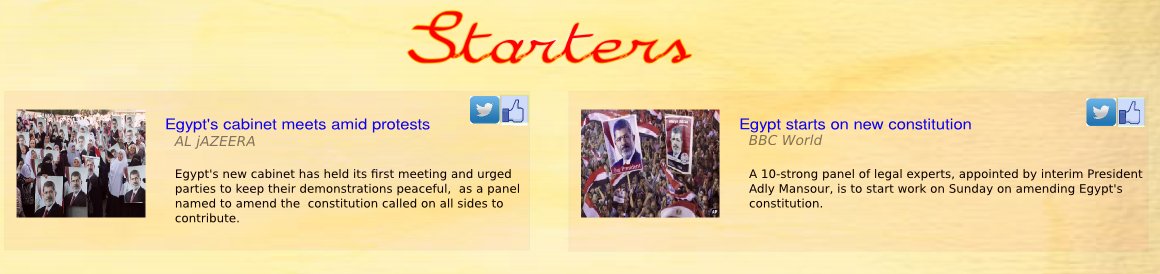 Starters
Egypt's cabinet meets amid protests
AL jAZEERA
Egypt's new cabinet has held its first meeting and urged
parties to keep their demonstrations peaceful, as a panel
named to amend the constitution called on all sides to
contribute.
Egypt starts on new constitution
BBC World
A 10-strong panel of legal experts, appointed by interim President
Adly Mansour, is to start work on Sunday on amending Egypt's
constitution.